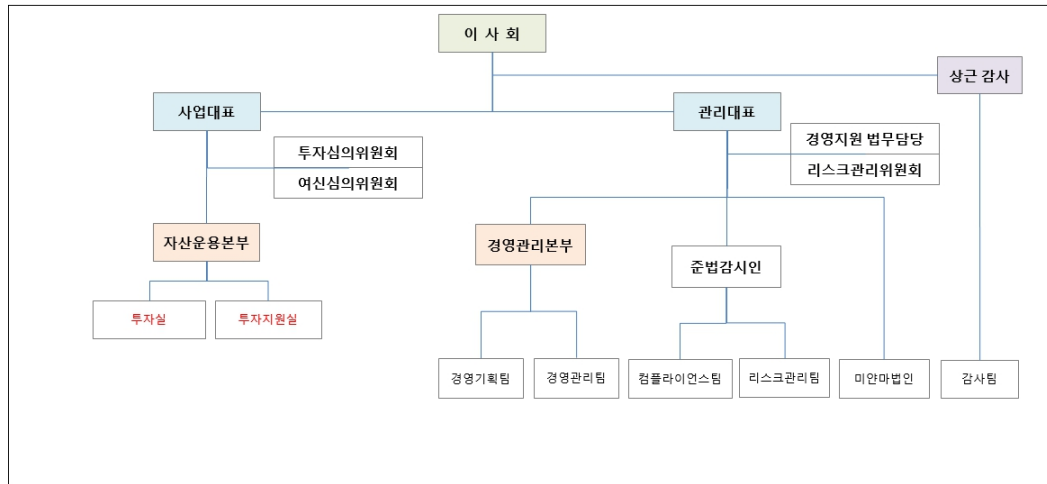 이 사 회
상근 감사
사업대표
관리대표
투자심의위원회
여신심의위원회
경영지원 법무담당
리스크관리위원회
자산운용본부
경영관리본부
준법감시인
투자실
투자지원실
경영기획팀
경영관리팀
컴플라이언스팀
리스크관리팀
미얀마법인
감사팀